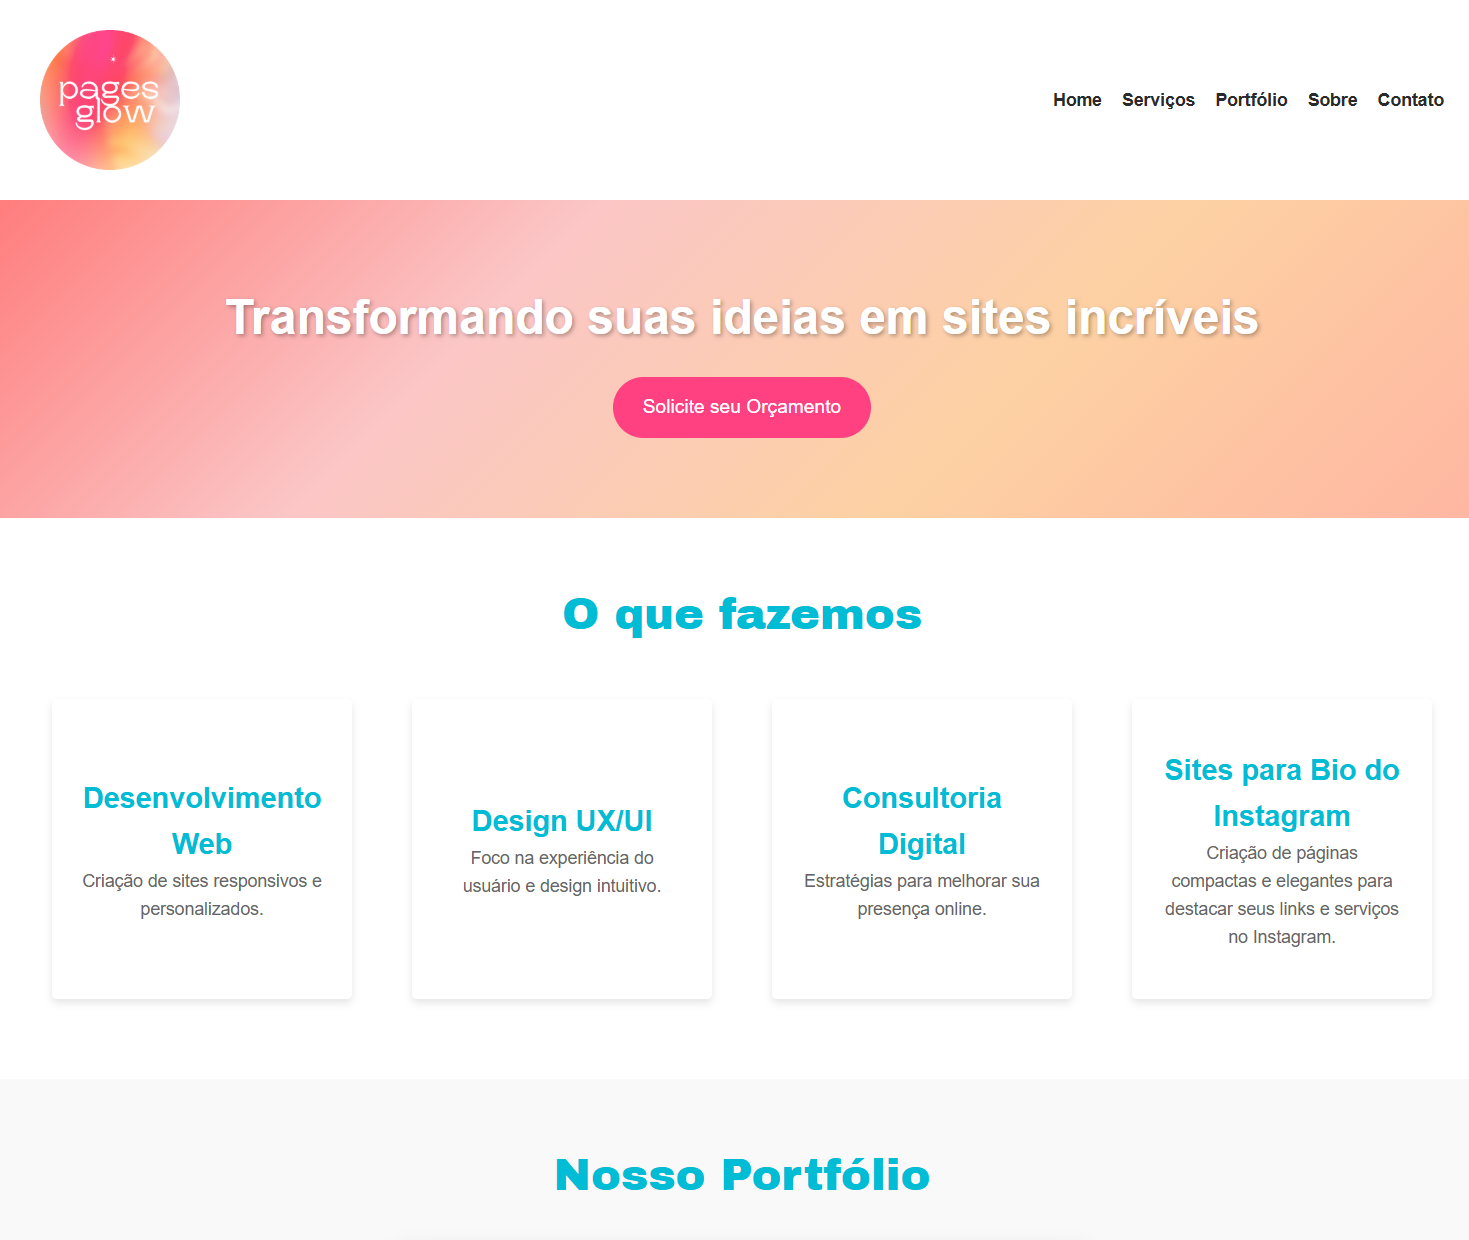 pages
glow
Home Serviços Portfólio Sobre Contato
Transformando suas ideias em sites incríveis
Solicite seu Orçamento
O que fazemos
Desenvolvimento
Web
Criação de sites responsivos e
personalizados.
Design UX/UI
Foco na experiência do
usuário e design intuitivo.
Consultoria
Digital
Estratégias para melhorar sua
presença online.
Sites para Bio do
Instagram
Criação de páginas
compactas e elegantes para
destacar seus links e serviços
no Instagram.
Nosso Portfólio